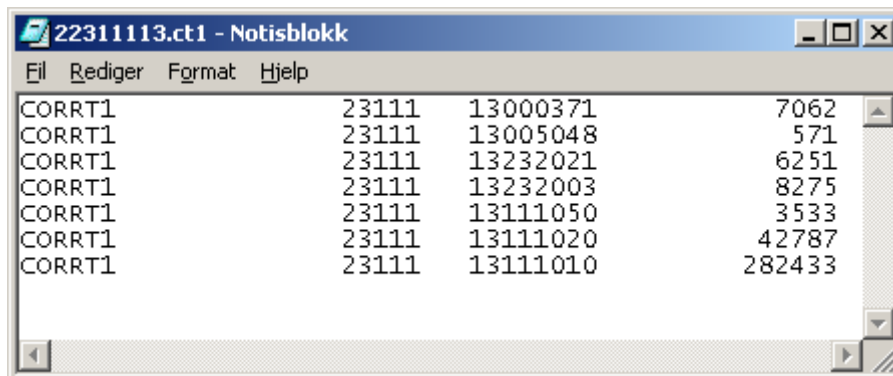 22311113.ct1 - Notisblokk
Fil Rediger Format Hjelp
CORRT1 23111 13000371 7062
CORRT1 23111 13005048 571
CORRT1 23111 13232021 6251
CORRT1 23111 13232003 8275
CORRT1 23111 13111050 3533
CORRT1 23111 13111020 42787
CORRT1 23111 13111010 282433